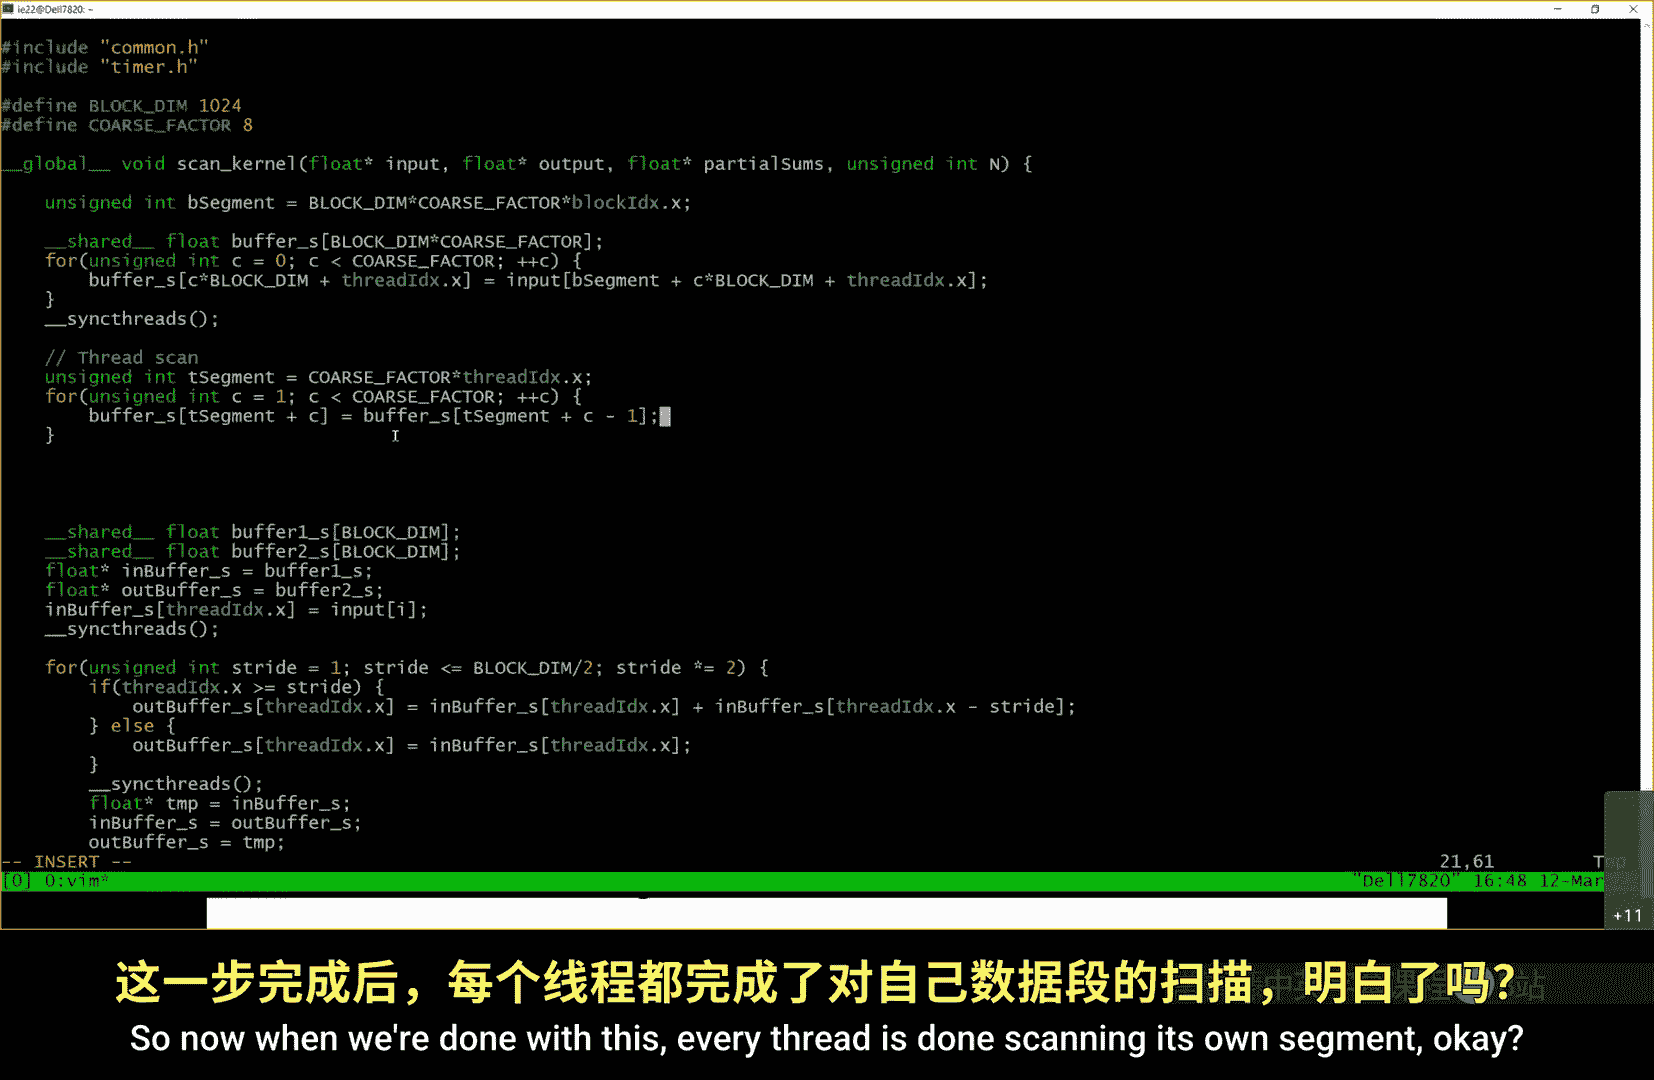 ie22@Dell7820: ~
#include "common.h"
#include "timer.h"
#define BLOCK_DIM 1024
#define COARSE_FACTOR 8
__global__ void scan_kernel(float* input, float* output, float* partialSums, unsigned int N) {
unsigned int bSegment = BLOCK_DIM*COARSE_FACTOR*blockIdx.x;
__shared__ float buffer_s[BLOCK_DIM*COARSE_FACTOR];
for(unsigned int c = 0; c < COARSE_FACTOR; ++c) {
buffer_s[c*BLOCK_DIM + threadIdx.x] = input[bSegment + c*BLOCK_DIM + threadIdx.x];
}
__syncthreads();
// Thread scan
unsigned int tSegment = COARSE_FACTOR*threadIdx.x;
for(unsigned int c = 1; c < COARSE_FACTOR; ++c) {
buffer_s[tSegment + c] = buffer_s[tSegment + c - 1];
}
__shared__ float buffer1_s[BLOCK_DIM];
__shared__ float buffer2_s[BLOCK_DIM];
float* inBuffer_s = buffer1_s;
float* outBuffer_s = buffer2_s;
inBuffer_s[threadIdx.x] = input[i];
__syncthreads();
for(unsigned int stride = 1; stride <= BLOCK_DIM/2; stride *= 2) {
if(threadIdx.x >= stride) {
outBuffer_s[threadIdx.x] = inBuffer_s[threadIdx.x] + inBuffer_s[threadIdx.x - stride];
} else {
outBuffer_s[threadIdx.x] = inBuffer_s[threadIdx.x];
}
__syncthreads();
float* tmp = inBuffer_s;
inBuffer_s = outBuffer_s;
outBuffer_s = tmp;
-- INSERT -- 21,61
[0] 0:vim* "Dell7820" 16:48 12-Mar
+11
这一步完成后，每个线程都完成了对自己数据段的扫描，明白了吗？
So now when we're done with this, every thread is done scanning its own segment, okay?